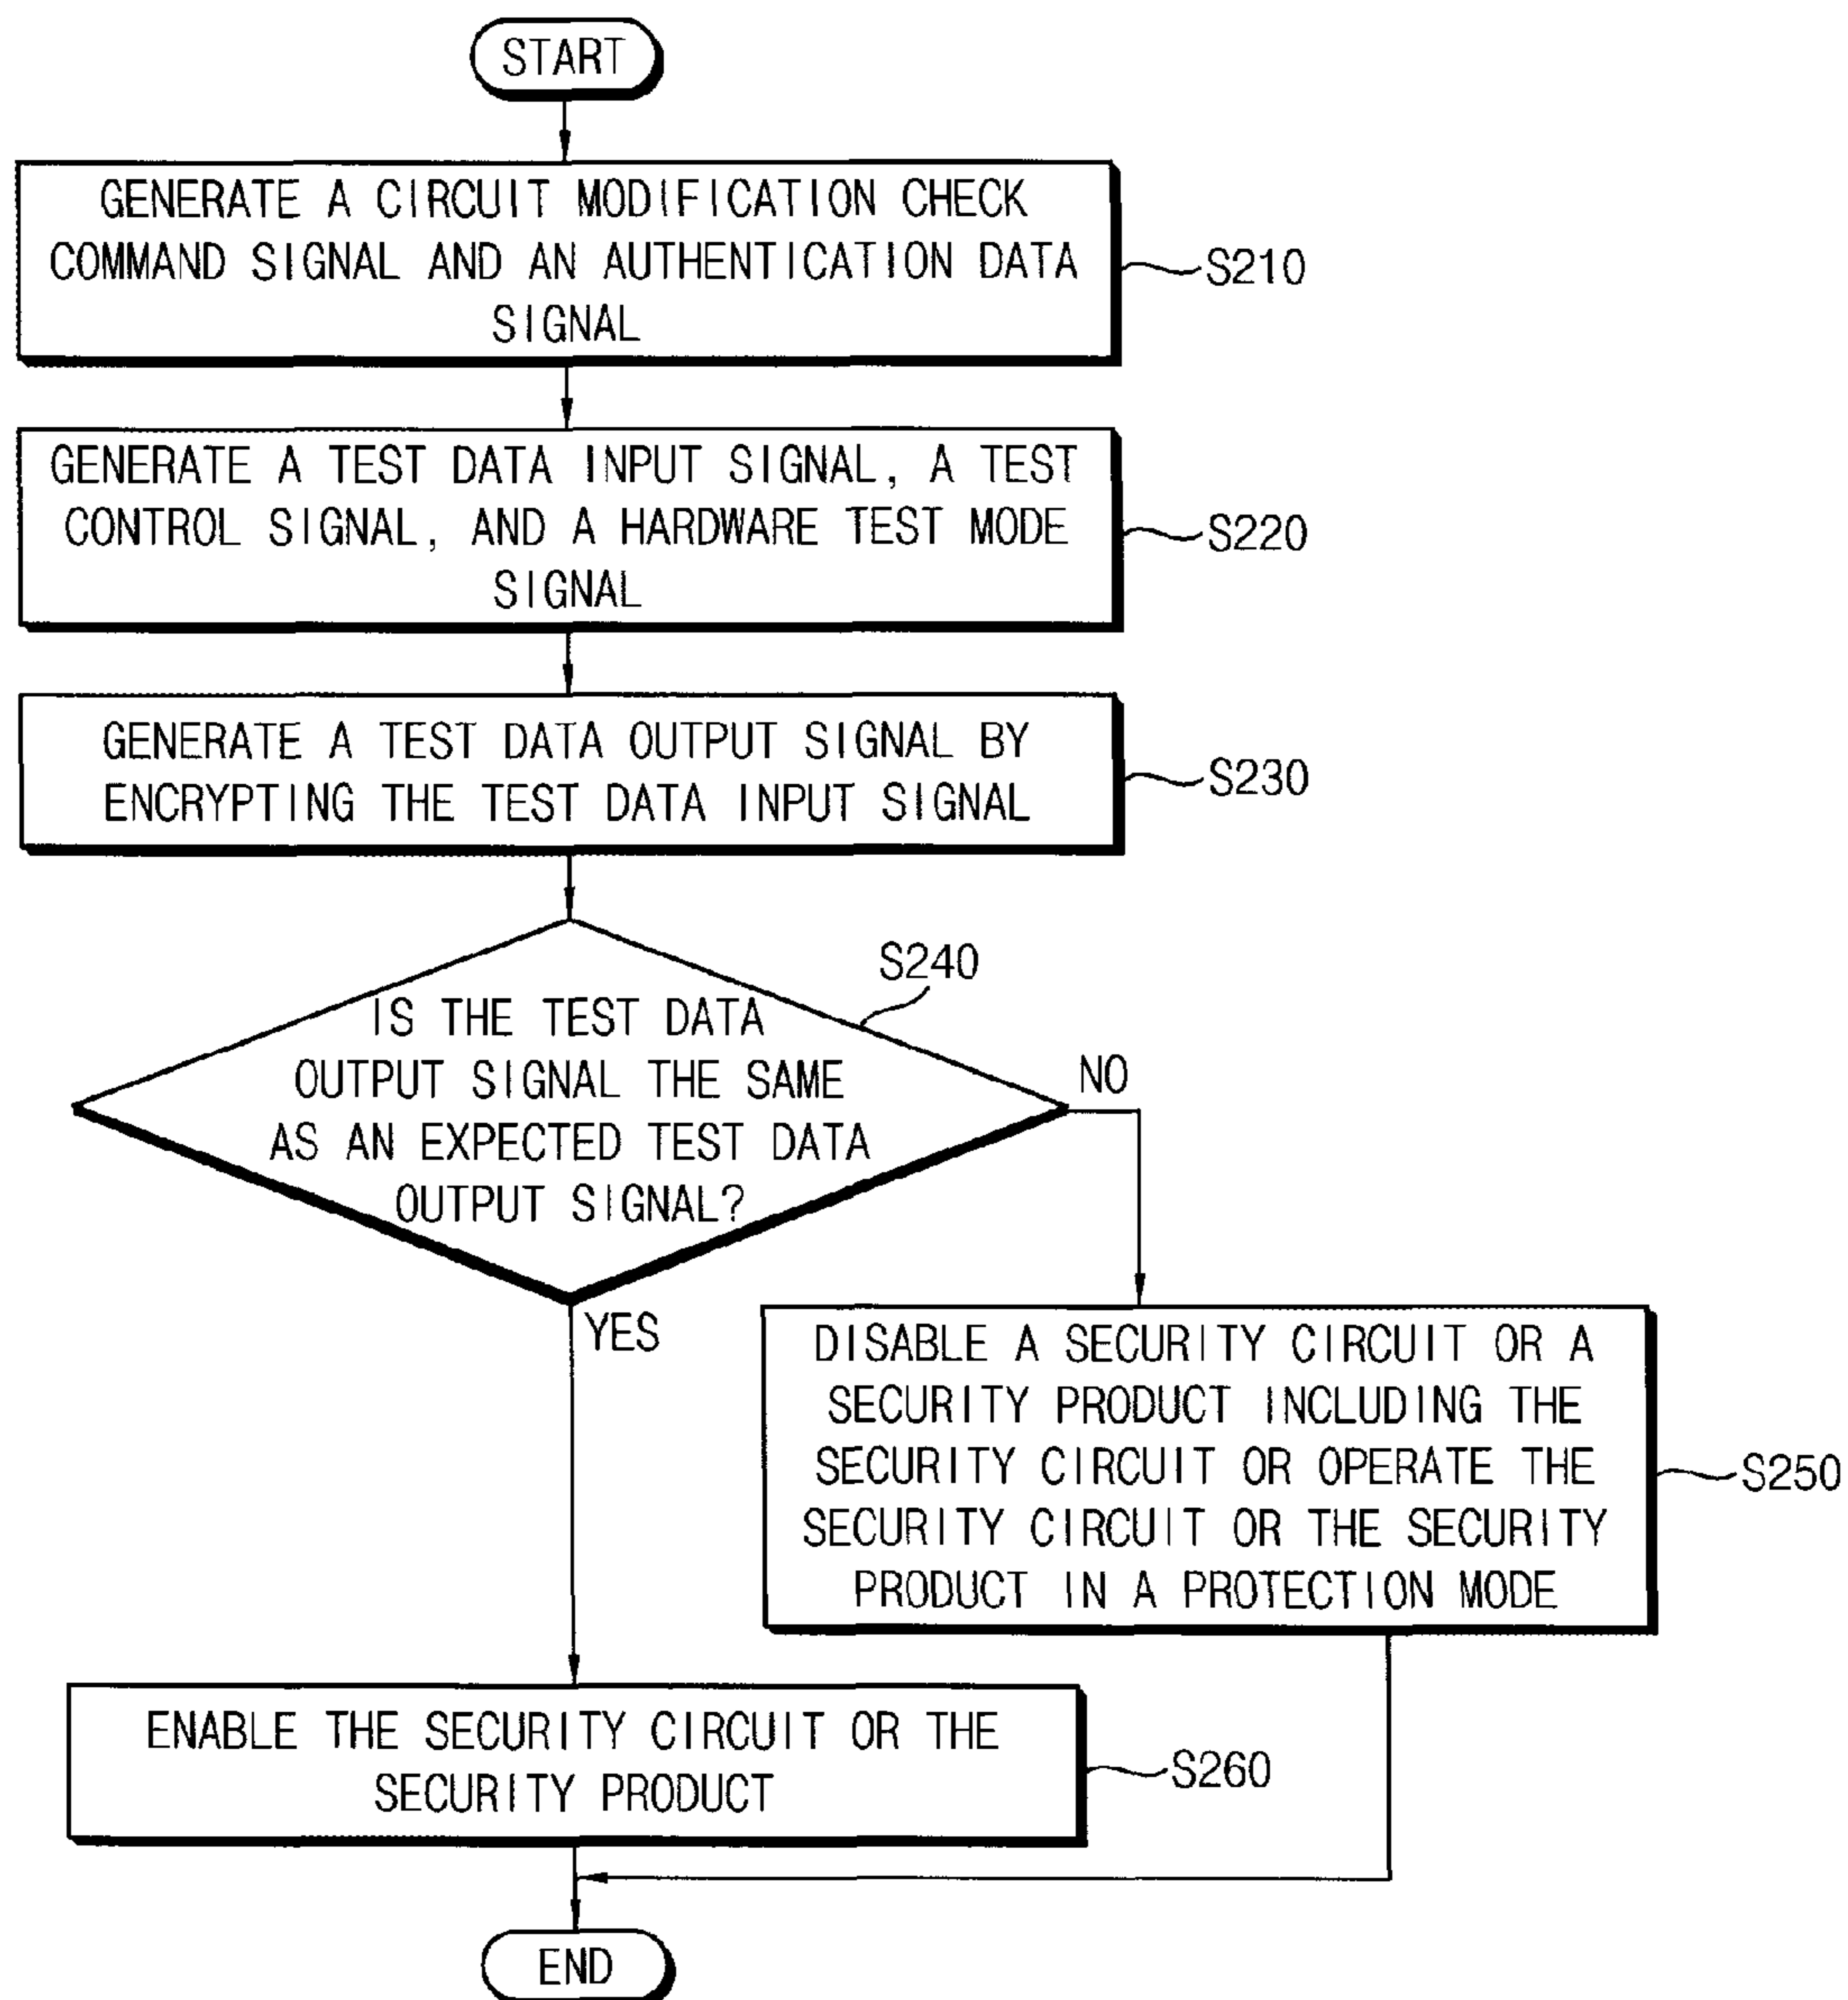 START
GENERATE A CIRCUIT MODIFICATION CHECK
COMMAND SIGNAL AND AN AUTHENTICATION DATA
SIGNAL
S210
GENERATE A TEST DATA INPUT SIGNAL, A TEST
CONTROL SIGNAL, AND A HARDWARE TEST MODE
SIGNAL
S220
GENERATE A TEST DATA OUTPUT SIGNAL BY
ENCRYPTING THE TEST DATA INPUT SIGNAL
S230
S240
IS THE TEST DATA
OUTPUT SIGNAL THE SAME
AS AN EXPECTED TEST DATA
OUTPUT SIGNAL?
NO
YES
DISABLE A SECURITY CIRCUIT OR A
SECURITY PRODUCT INCLUDING THE
SECURITY CIRCUIT OR OPERATE THE
SECURITY CIRCUIT OR THE SECURITY
PRODUCT IN A PROTECTION MODE
S250
ENABLE THE SECURITY CIRCUIT OR THE
SECURITY PRODUCT
S260
END